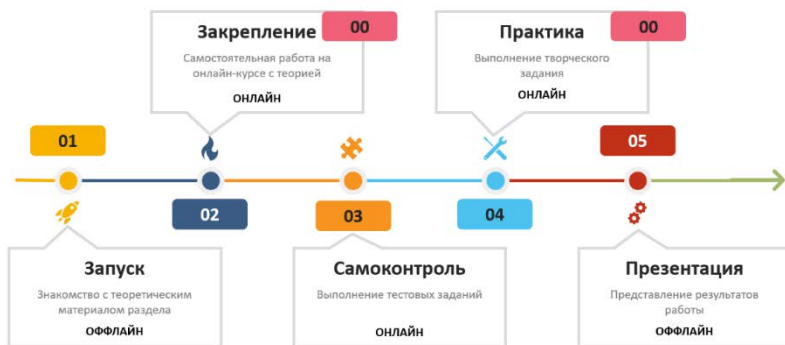 Закрепление
00
Самостоятельная работа на
онлайн-курсе с теорией
ОНЛАЙН
Практика
00
Выполнение творческого
задания
ОНЛАЙН
01
05
02
03
04
Запуск
Знакомство с теоретическим
материалом раздела
ОФФЛАЙН
Самоконтроль
Выполнение тестовых заданий
ОНЛАЙН
Презентация
Представление результатов
работы
ОФФЛАЙН